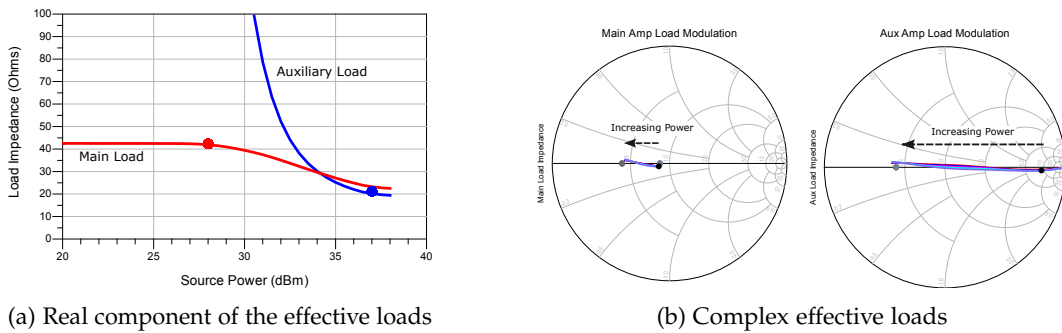 100
90
80
70
60
50
40
30
20
10
0
Load Impedance (Ohms)
Auxiliary Load
Main Load
20 25 30 35 40
Source Power (dBm)
(a) Real component of the effective loads
Main Amp Load Modulation
Increasing Power
Main Load Impedance
Aux Amp Load Modulation
Increasing Power
Aux Load Impedance
(b) Complex effective loads